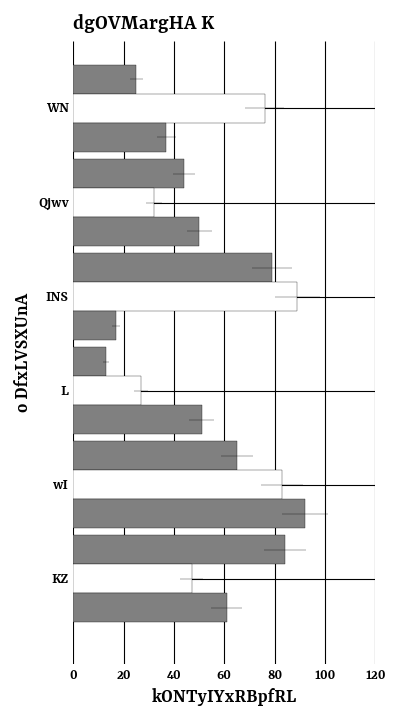 dgOVMargHA K
WN
Qjwv
INS
L
wI
KZ
o DfxLVSXUnA
0 20 40 60 80 100 120
kONTyIYxRBpfRL